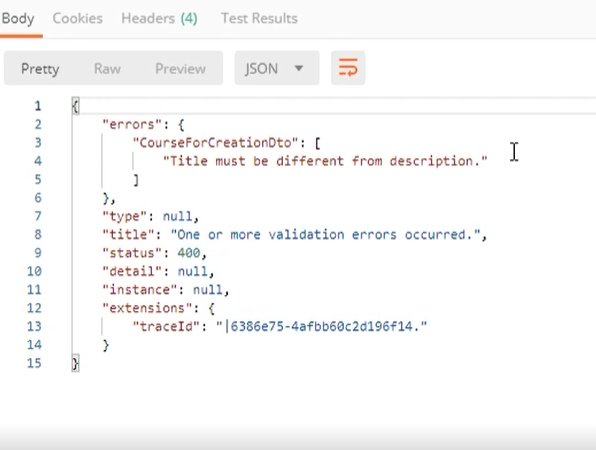 Body Cookies Headers (4) Test Results
Pretty Raw Preview JSON
1 {
2 "errors": {
3 "CourseForCreationDto": [
4 "Title must be different from description."
5 ]
6 },
7 "type": null,
8 "title": "One or more validation errors occurred.",
9 "status": 400,
10 "detail": null,
11 "instance": null,
12 "extensions": {
13 "traceId": "|6386e75-4afbb60c2d196f14."
14 }
15 }